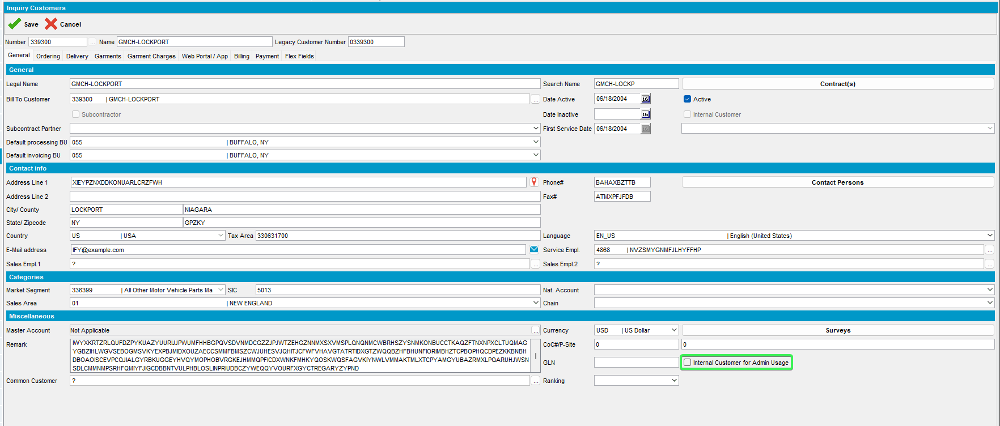 Inquiry Customers
Save Cancel
Number 339300 ... Name GMCH-LOCKPORT Legacy Customer Number 0339300
General Ordering Delivery Garments Garment Charges Web Portal / App Billing Payment Flex Fields
General
Legal Name GMCH-LOCKPORT Search Name GMCH-LOCKP Contract(s)
Bill To Customer 339300 | GMCH-LOCKPORT ... Date Active 06/18/2004 16 Active
Subcontractor Date Inactive 16 Internal Customer
Subcontract Partner First Service Date 06/18/2004 16
Default processing BU 055 | BUFFALO, NY
Default invoicing BU 055 | BUFFALO, NY
Contact info
Address Line 1 XIEYPZNXDDKONUARLCRZFWH Phone# BAHAXBZTTB Contact Persons
Address Line 2 Fax# ATMXPFJFDB
City/ County LOCKPORT NIAGARA
State/ Zipcode NY GPZKY
Country US | USA Tax Area 330631700 Language EN_US | English (United States)
E-Mail address IFY@example.com Service Empl. 4868 | NVZSMYGNMFJLHYFFHP ...
Sales Empl.1 ? ... Sales Empl.2 ? ...
Categories
Market Segment 336399 | All Other Motor Vehicle Parts Ma SIC 5013 Nat. Account
Sales Area 01 | NEW ENGLAND Chain
Miscellaneous
Master Account Not Applicable ... Currency USD | US Dollar Surveys
Remark IWYXKRTZRLQUFDZPYKUAZYUURIJJPWUMFHHBGPQVSDVNMDCGZZJPJWTZEHGZNNMXSXVMSPLQNQNMCWBRHSZYSNMKONBUCCTKAQZFTNXNPXCLTUQMAG CoC#/P-Site 0 0
YGBZIHLWGVSEBOGMSVKYEXPBJMIDXOUZAECCSMMFBMSZCWJUHESVJQHITJCFWFVHAVGTATRTIDXGTZWQQBZHFBHUNFIORIMBHZTCPBOPHQCDPEZKKBNBH
DBOAOISCEVPCQJIALGYRBKUGGEYHVQYMOPHOBVRGKEJHMMQPFICDXWNKFMHKYQOSKWQSFAGVKIYNWLVMMAKTMLXTCPYAMGYUBAZRMXLPQARUHJWSN GLN Internal Customer for Admin Usage
SDLCMMNMPSRHFQMIYFJIGCDBBNTVULPHBLOSLINPRIUDBCZYWEQQYVOURFXGYCTREGARYZYPND
Common Customer ? ... Ranking